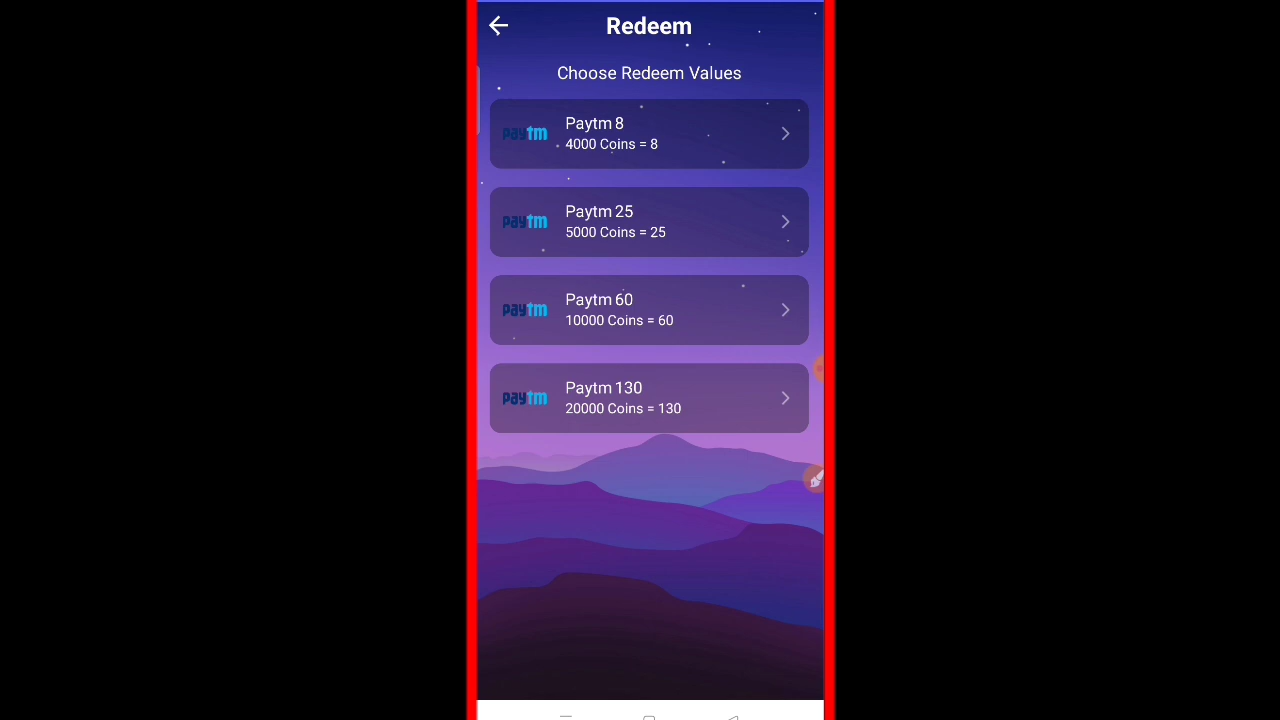 Redeem
Choose Redeem Values
paytm
Paytm 8
4000 Coins = 8
paytm
Paytm 25
5000 Coins = 25
paytm
Paytm 60
10000 Coins = 60
paytm
Paytm 130
20000 Coins = 130